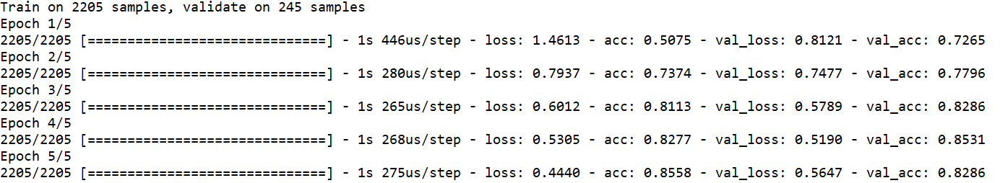 Train on 2205 samples, validate on 245 samples
Epoch 1/5
2205/2205 [==============================] - 1s 446us/step - loss: 1.4613 - acc: 0.5075 - val_loss: 0.8121 - val_acc: 0.7265
Epoch 2/5
2205/2205 [==============================] - 1s 280us/step - loss: 0.7937 - acc: 0.7374 - val_loss: 0.7477 - val_acc: 0.7796
Epoch 3/5
2205/2205 [==============================] - 1s 265us/step - loss: 0.6012 - acc: 0.8113 - val_loss: 0.5789 - val_acc: 0.8286
Epoch 4/5
2205/2205 [==============================] - 1s 268us/step - loss: 0.5305 - acc: 0.8277 - val_loss: 0.5190 - val_acc: 0.8531
Epoch 5/5
2205/2205 [==============================] - 1s 275us/step - loss: 0.4440 - acc: 0.8558 - val_loss: 0.5647 - val_acc: 0.8286